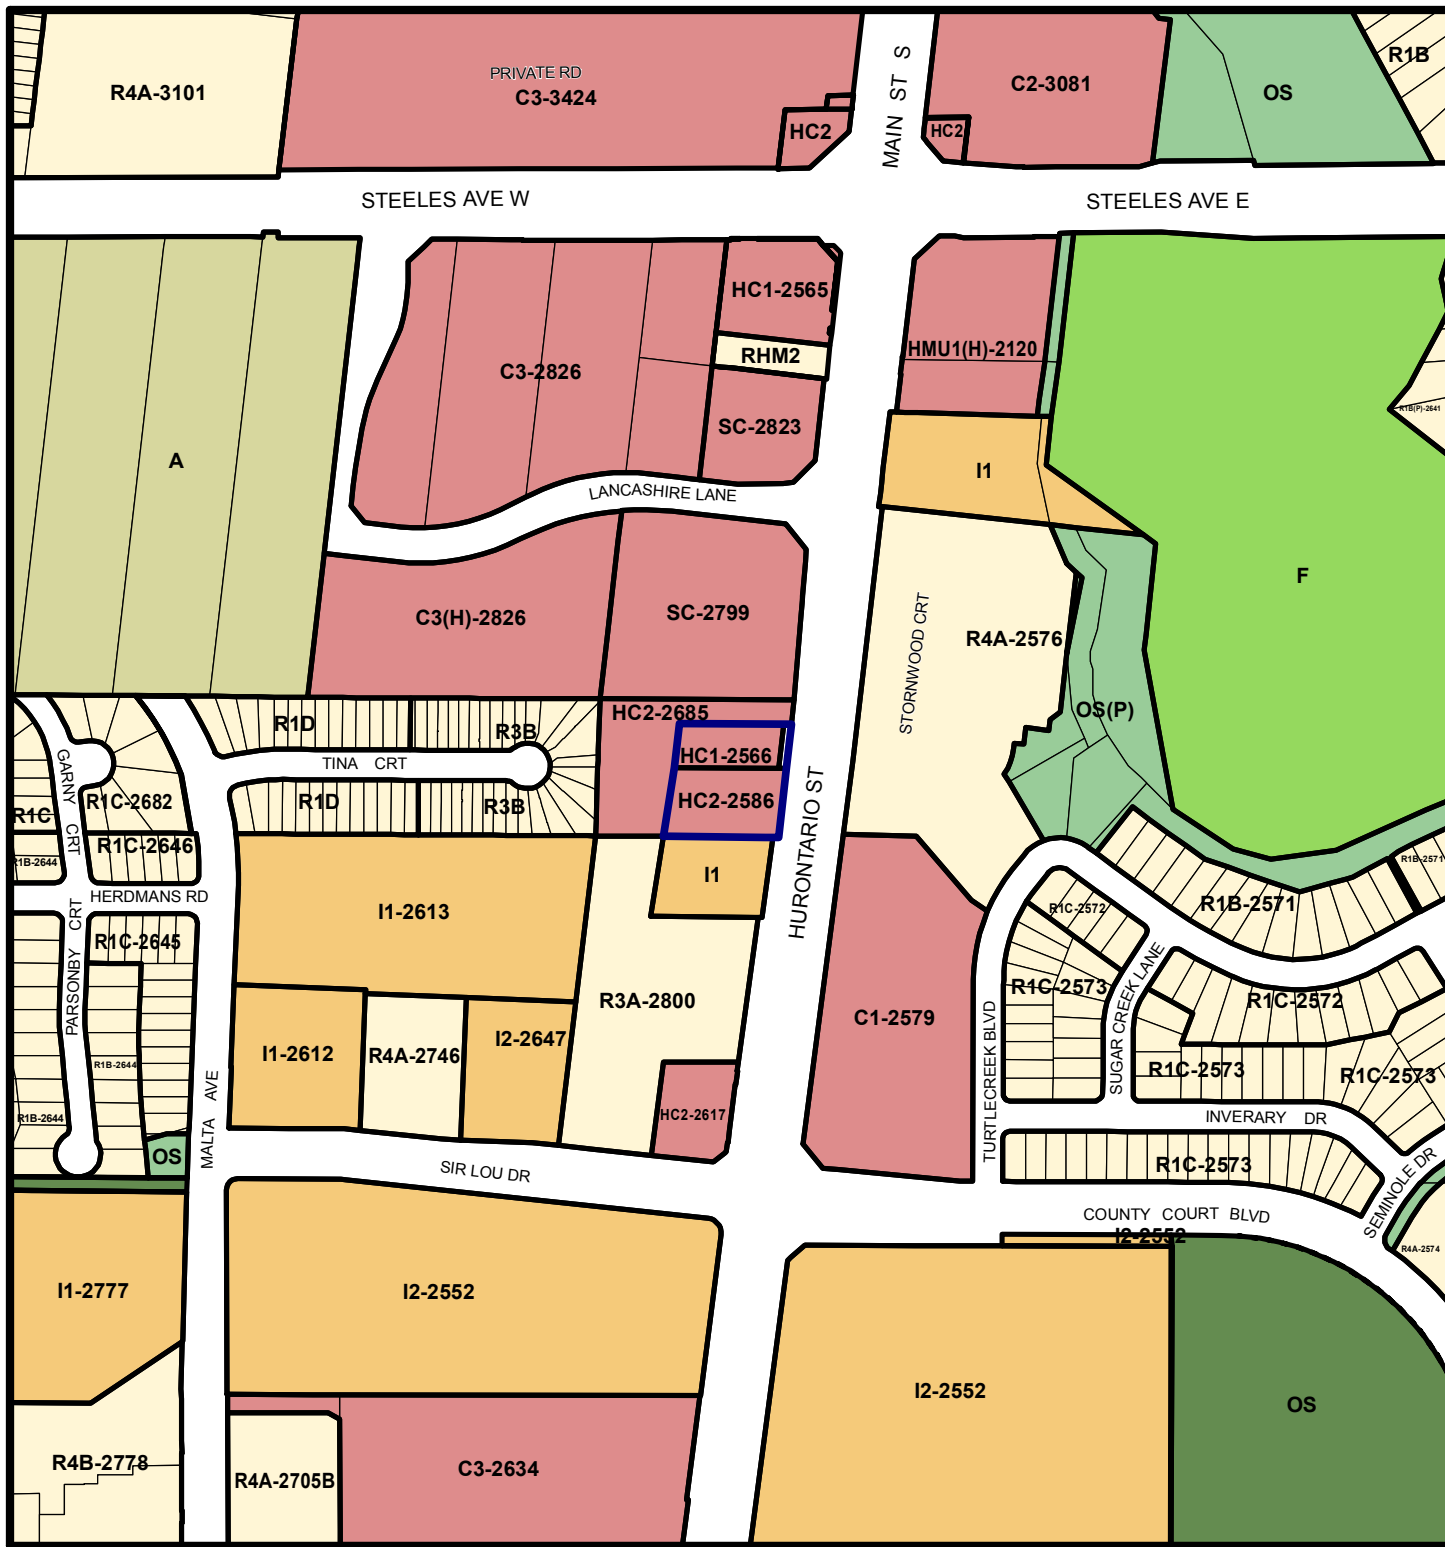 R4A-3101
PRIVATE RD
C3-3424
HC2
MAIN ST S
C2-3081
HC2
OS
R1B
STEELES AVE W
STEELES AVE E
HC1-2565
RHM2
C3-2826
SC-2823
HMU1(H)-2120
R1B(P)-2641
A
I1
LANCASHIRE LANE
F
C3(H)-2826
SC-2799
STORNWOOD CRT
R4A-2576
OS(P)
HC2-2685
R1D
R3B
HC1-2566
TINA CRT
GARNY CRT
R1C-2682
R1D
R3B
HC2-2586
R1C
R1C-2646
R1B-2644
HURONTARIO ST
I1
HERDMANS RD
R1B-2571
R1B-2571
R1C-2572
I1-2613
PARSONBY CRT
R1C-2645
R1C-2573
SUGAR CREEK LANE
R1C-2572
R3A-2800
C1-2579
TURTLECREEK BLVD
I1-2612
R4A-2746
I2-2647
R1B-2644
R1C-2573
R1C-2573
R1B-2644
MALTA AVE
HC2-2617
INVERARY DR
OS
SIR LOU DR
R1C-2573
SEMINOLE DR
COUNTY COURT BLVD
I2-2552
R4A-2574
I1-2777
I2-2552
I2-2552
OS
R4B-2778
R4A-2705B
C3-2634